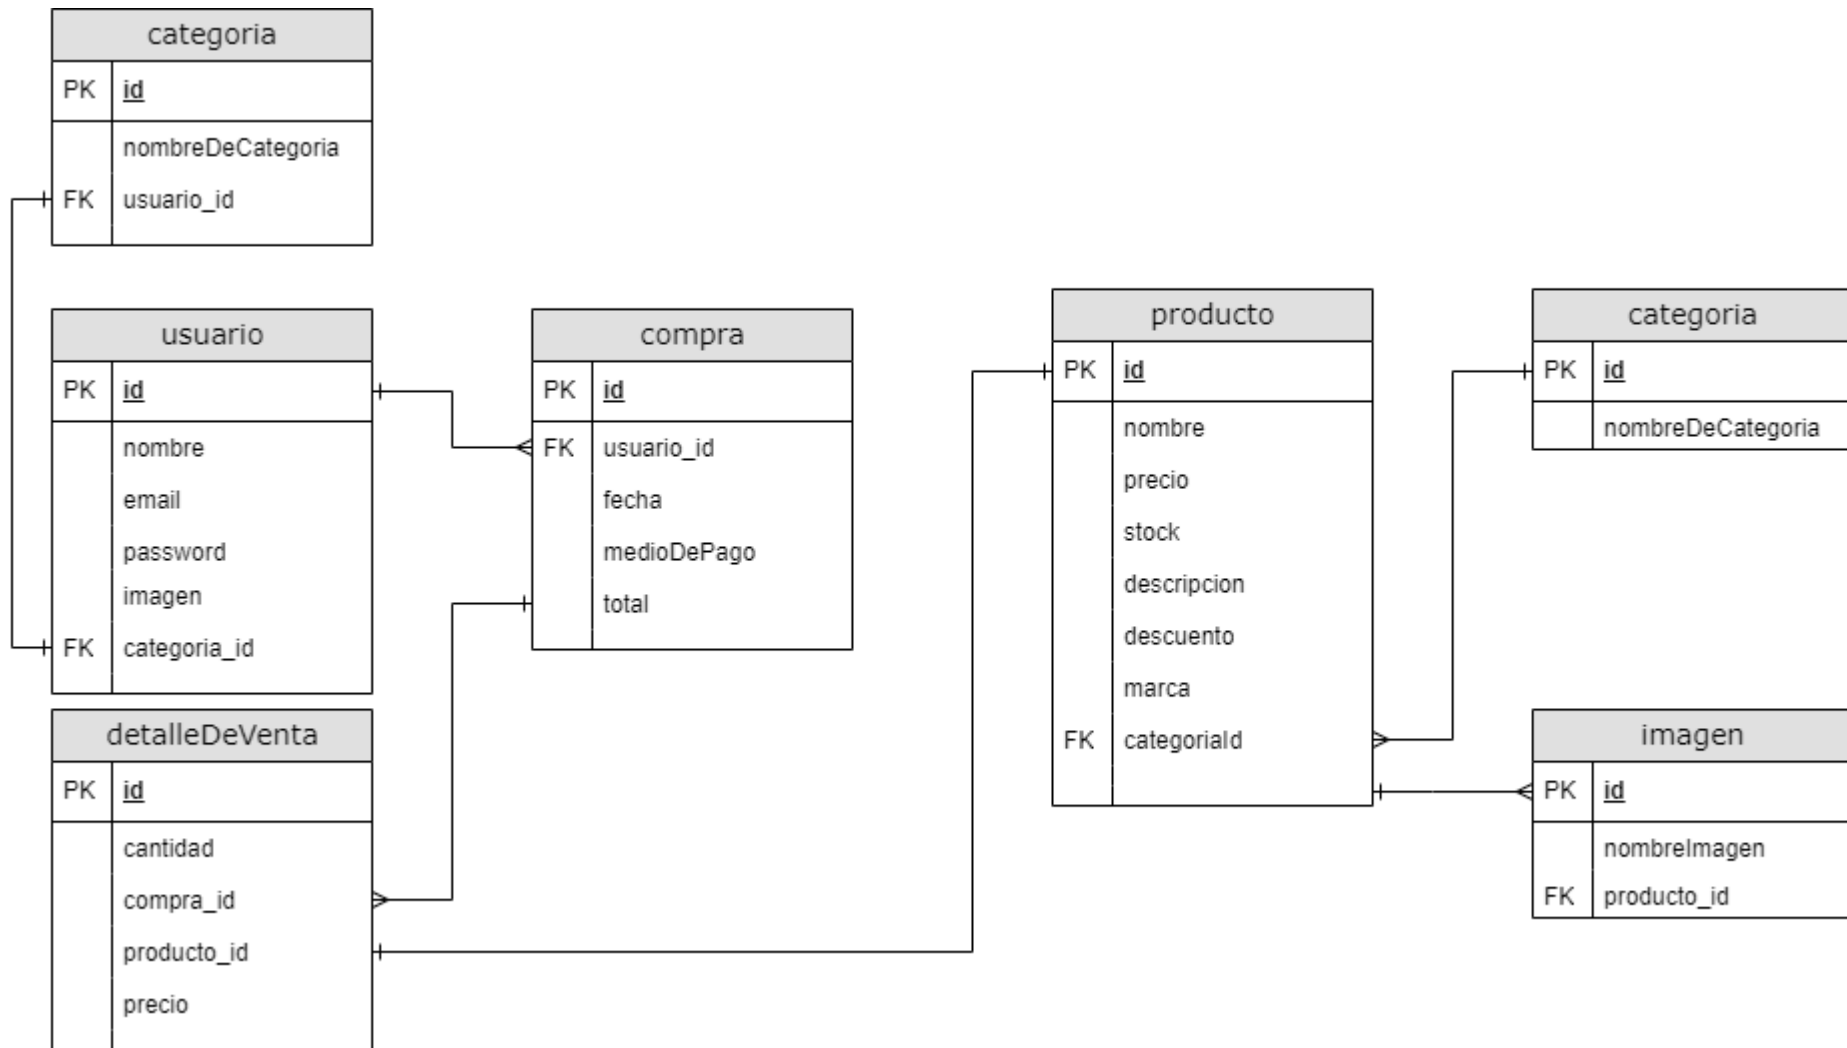 categoria
PK id
nombreDeCategoria
FK usuario_id
usuario
PK id
nombre
email
password
imagen
FK categoria_id
detalleDeVenta
PK id
cantidad
compra_id
producto_id
precio
compra
PK id
FK usuario_id
fecha
medioDePago
total
producto
PK id
nombre
precio
stock
descripcion
descuento
marca
FK categoriaId
categoria
PK id
nombreDeCategoria
imagen
PK id
nombreImagen
FK producto_id